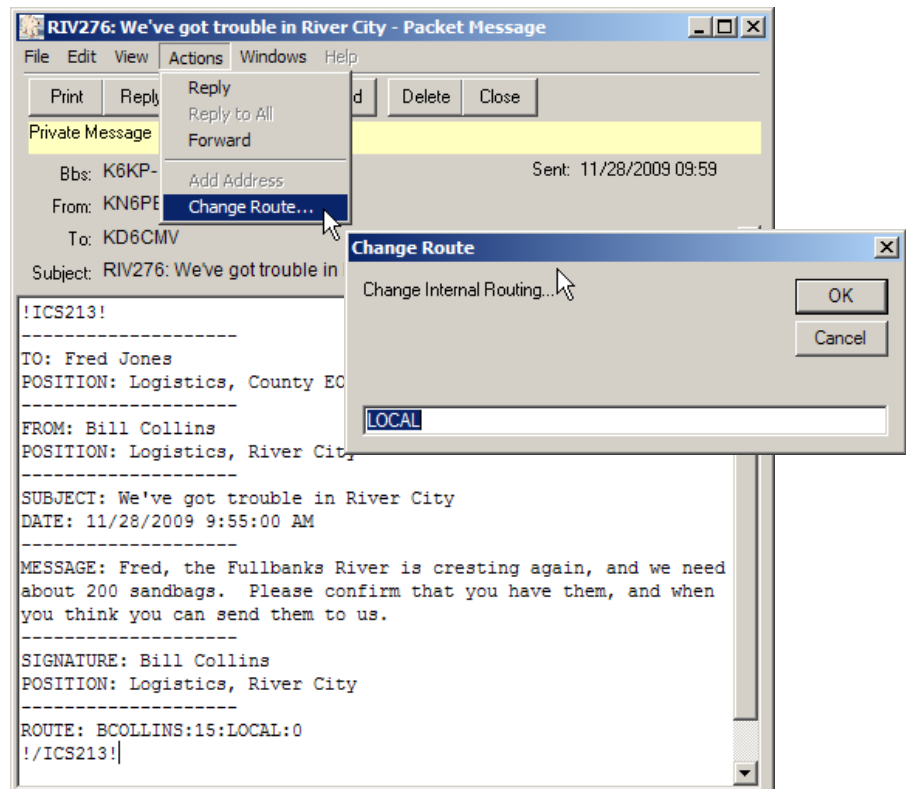 RIV276: We've got trouble in River City - Packet Message
File Edit View Actions Windows Help
Print Reply d Delete Close
Reply
Reply to All
Forward
Add Address
Change Route...
Private Message
Bbs: K6KP-
Sent: 11/28/2009 09:59
From: KN6PE
To: KD6CMV
Subject: RIV276: We've got trouble in
Change Route
Change Internal Routing...
OK
Cancel
LOCAL
!ICS213!
--------------------
TO: Fred Jones
POSITION: Logistics, County EO
--------------------
FROM: Bill Collins
POSITION: Logistics, River City
--------------------
SUBJECT: We've got trouble in River City
DATE: 11/28/2009 9:55:00 AM
--------------------
MESSAGE: Fred, the Fullbanks River is cresting again, and we need
about 200 sandbags.  Please confirm that you have them, and when
you think you can send them to us.
--------------------
SIGNATURE: Bill Collins
POSITION: Logistics, River City
--------------------
ROUTE: BCOLLINS:15:LOCAL:0
!/ICS213!